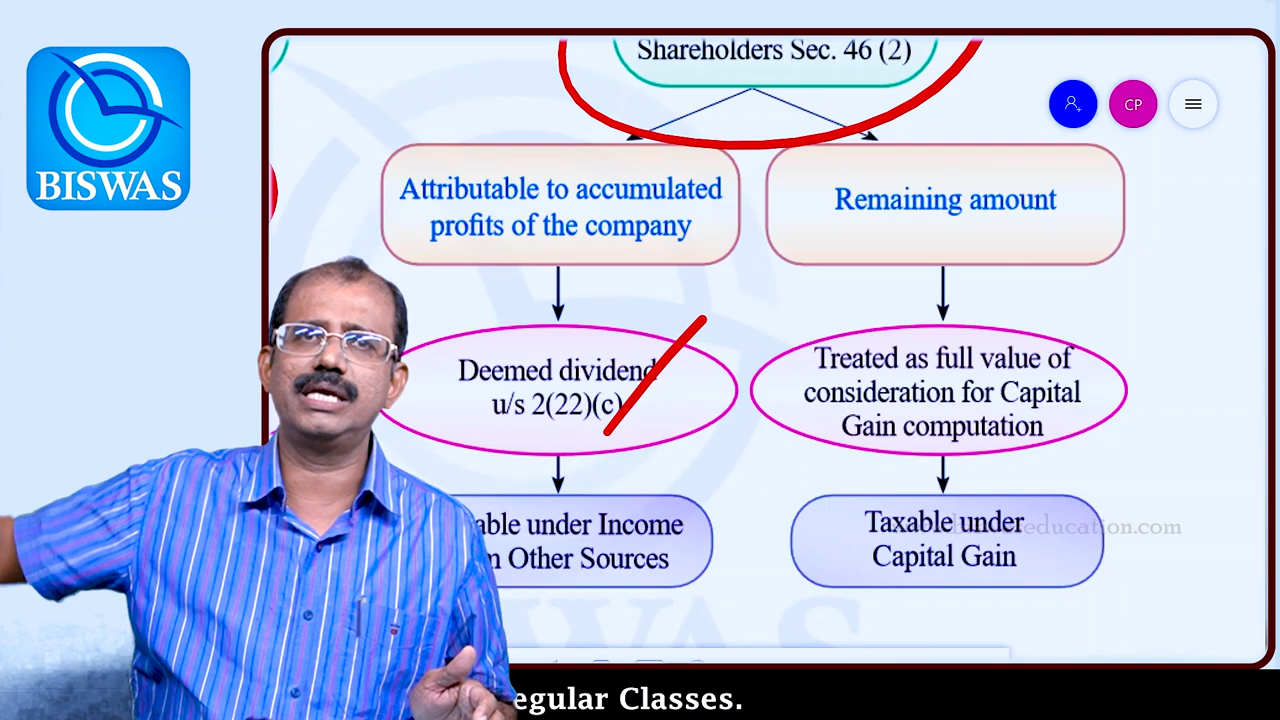 BISWAS
Shareholders Sec. 46 (2)
CP
Attributable to accumulated
profits of the company
Remaining amount
Deemed dividend
u/s 2(22)(c)
Treated as full value of
consideration for Capital
Gain computation
under Income
Other Sources
Taxable under
Capital Gain
Classes.